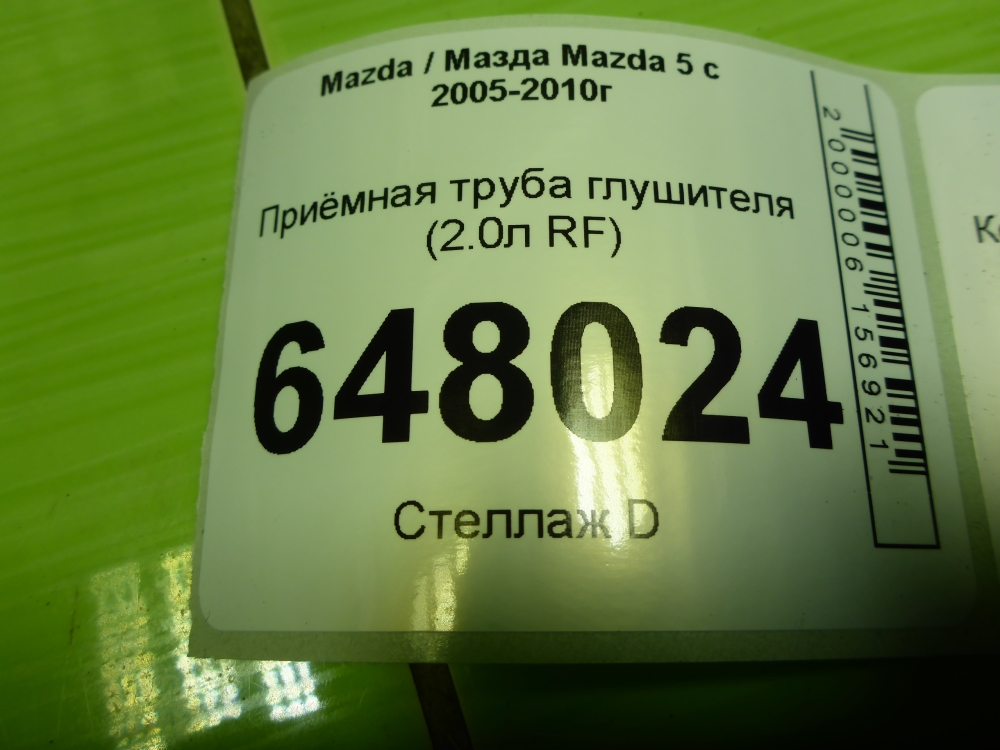 Mazda / Мазда Mazda 5 с
2005-2010г
Приёмная труба глушителя
(2.0л RF)
648024
Стеллаж D
2000006156921